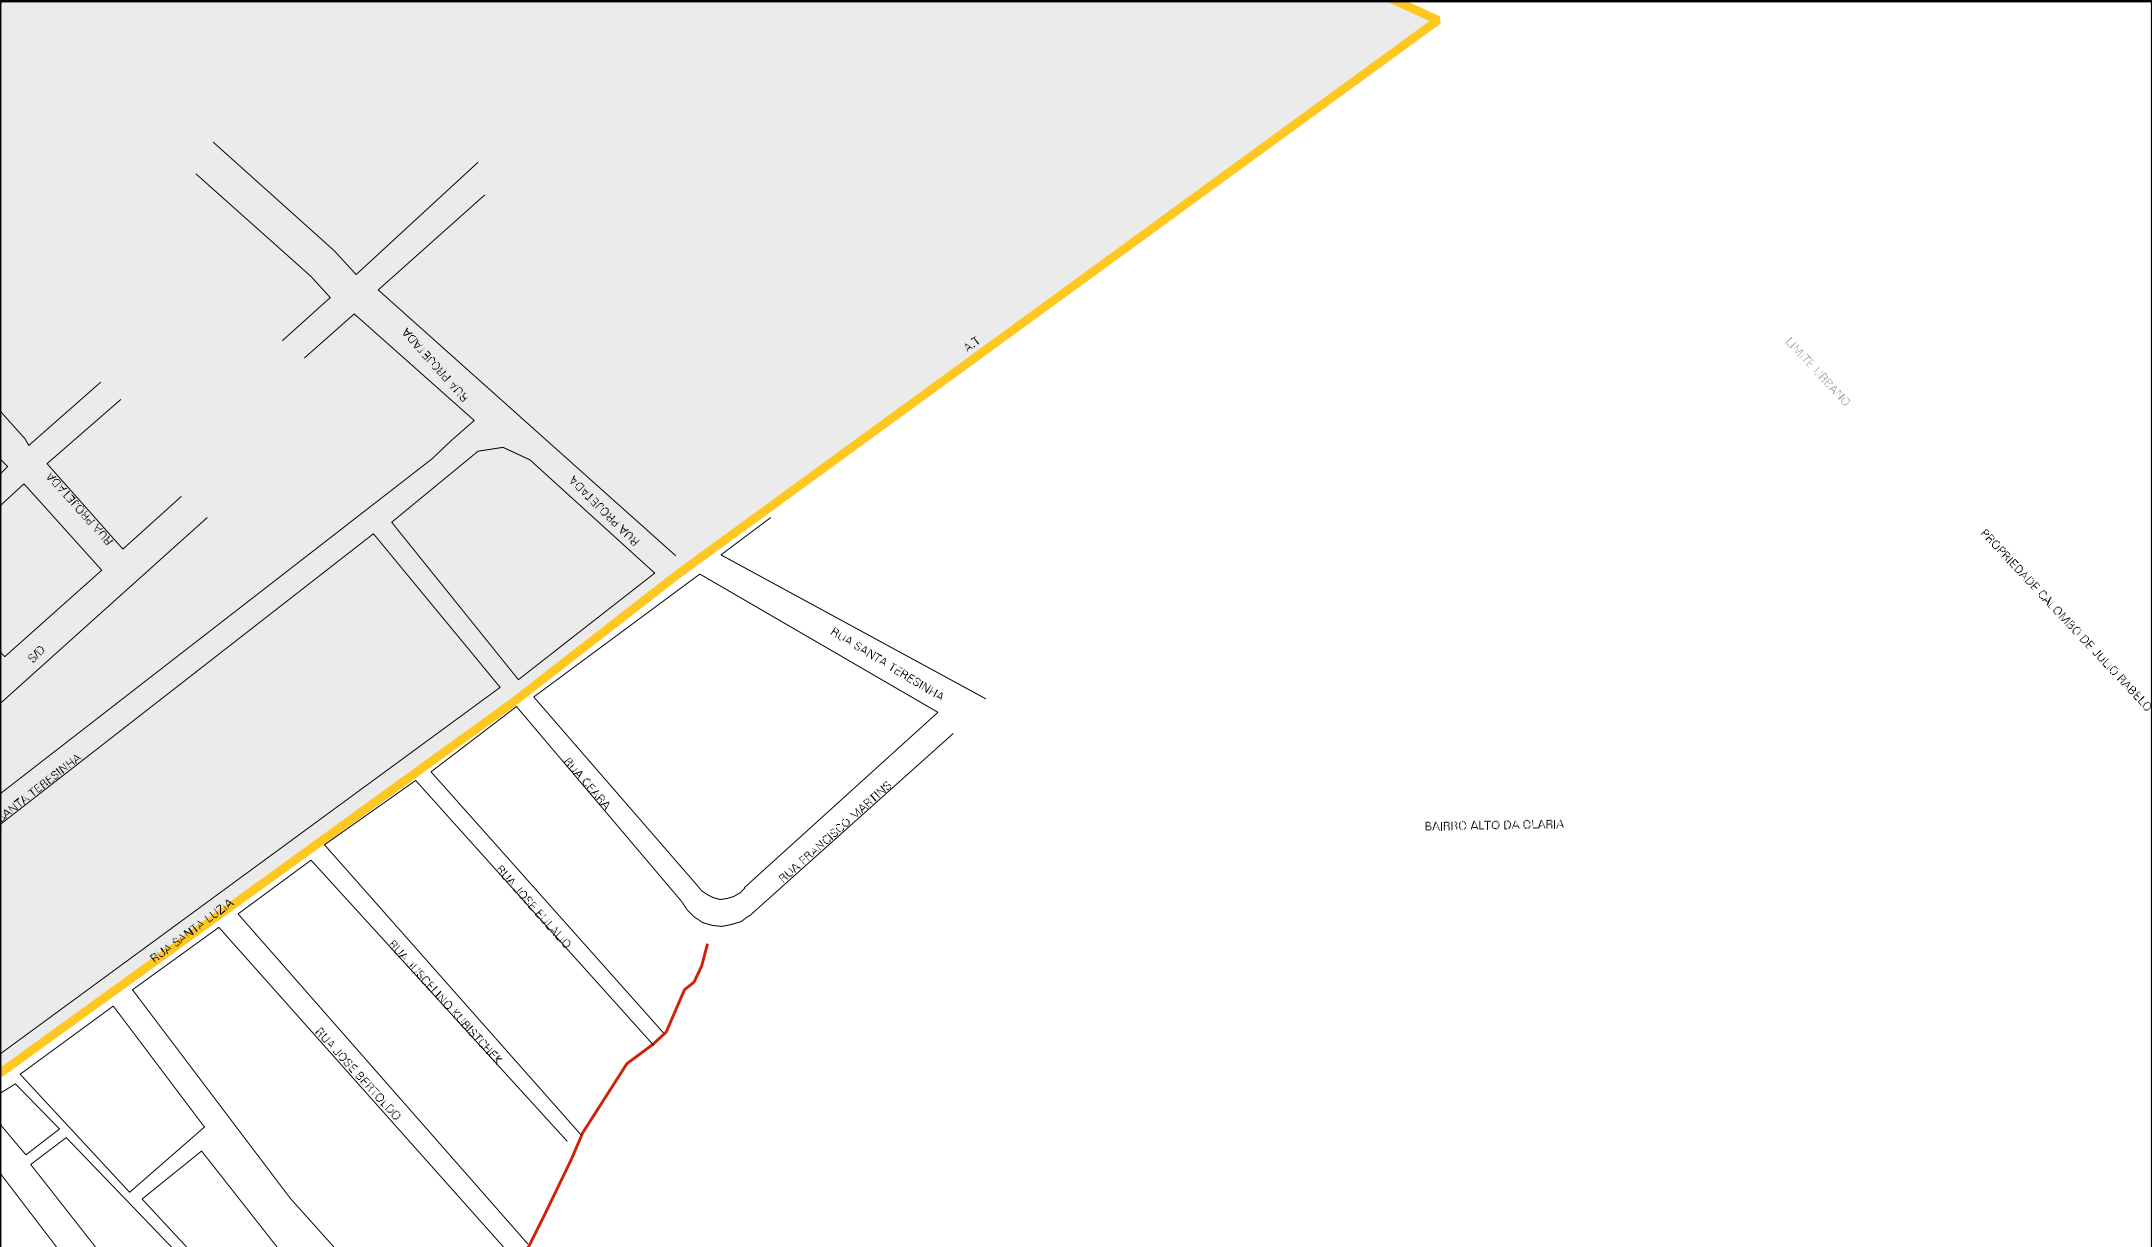 RUA PROJETADA
A.T
LIMITE URBANO
RUA PROJETADA
RUA PROJETADA
PROPRIEDADE CALOMBO DE JULIO RABELO
S/D
RUA SANTA TERESINHA
SANTA TERESINHA
RUA CEARA
RUA FRANCISCO MARTINS
BAIRRO ALTO DA OLARIA
RUA JOSE EULALIO
RUA SANTA LUZIA
RUA JUSCELINO KUBISTCHEK
RUA JOSE BERTOLDO